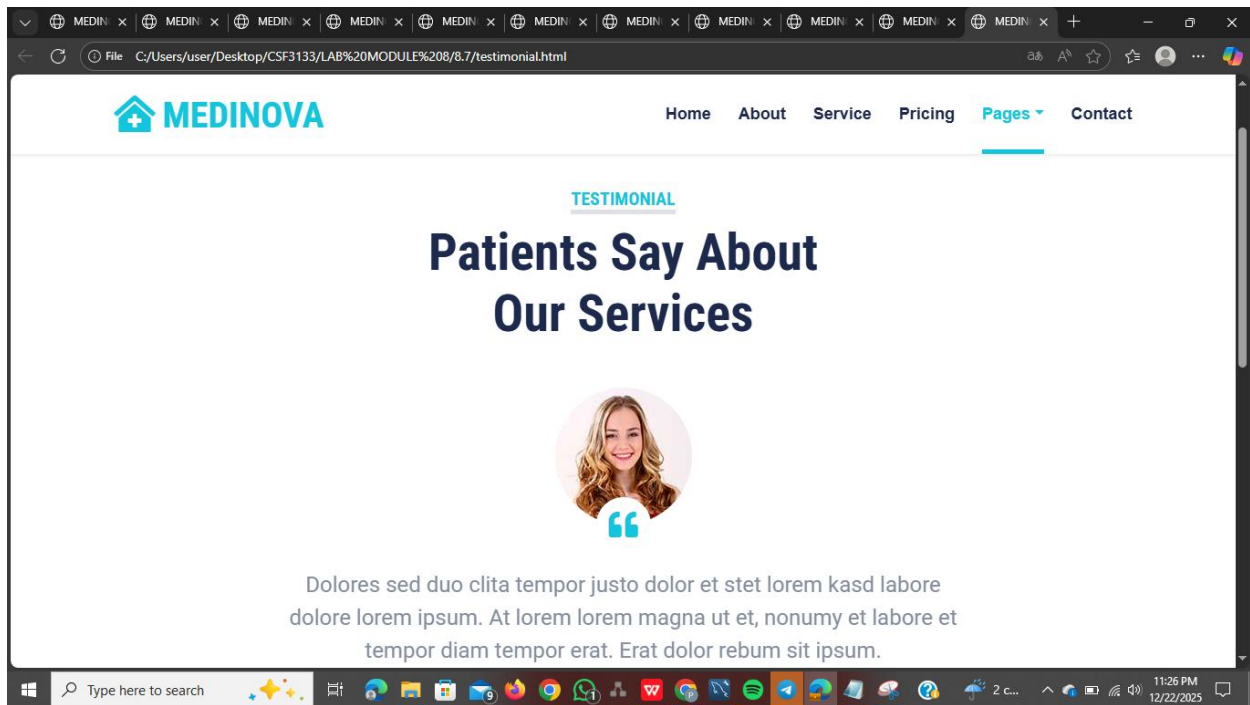 MEDIN MEDIN MEDIN MEDIN MEDIN MEDIN MEDIN MEDIN MEDIN MEDIN MEDIN
File C:/Users/user/Desktop/CSF3133/LAB%20MODULE%208/8.7/testimonial.html
MEDINOVA Home About Service Pricing Pages Contact
TESTIMONIAL
Patients Say About
Our Services
Dolores sed duo clita tempor justo dolor et stet lorem kasd labore
dolore lorem ipsum. At lorem lorem magna ut et, nonumy et labore et
tempor diam tempor erat. Erat dolor rebum sit ipsum.
Type here to search 2 c... 11:26 PM
12/22/2025